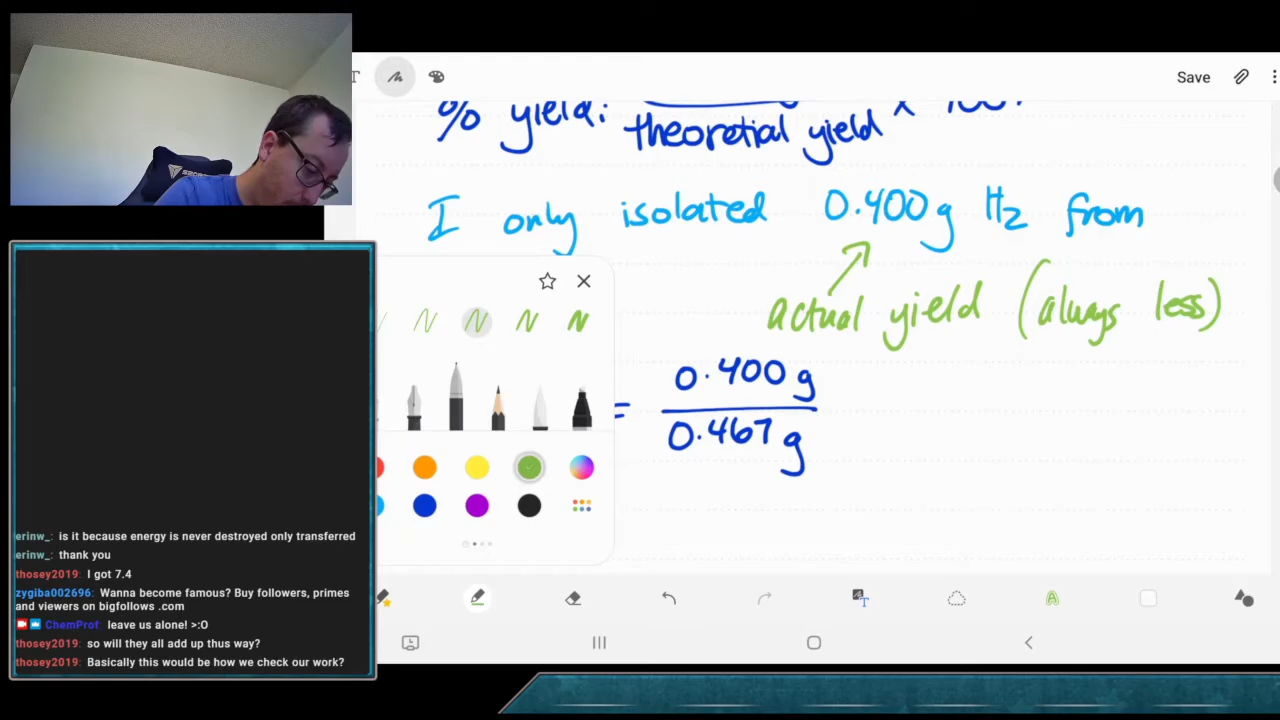 T
Save
% yield:
theoretial yield
x 100%
I only isolated 0.400g H₂ from
actual yield (always less)
= 0.400 g
0.467 g
erinw_: is it because energy is never destroyed only transferred
erinw_: thank you
thosey2019: I got 7.4
zygiba002696: Wanna become famous? Buy followers, primes
and viewers on bigfollows .com
ChemProf: leave us alone! >:O
thosey2019: so will they all add up thus way?
thosey2019: Basically this would be how we check our work?